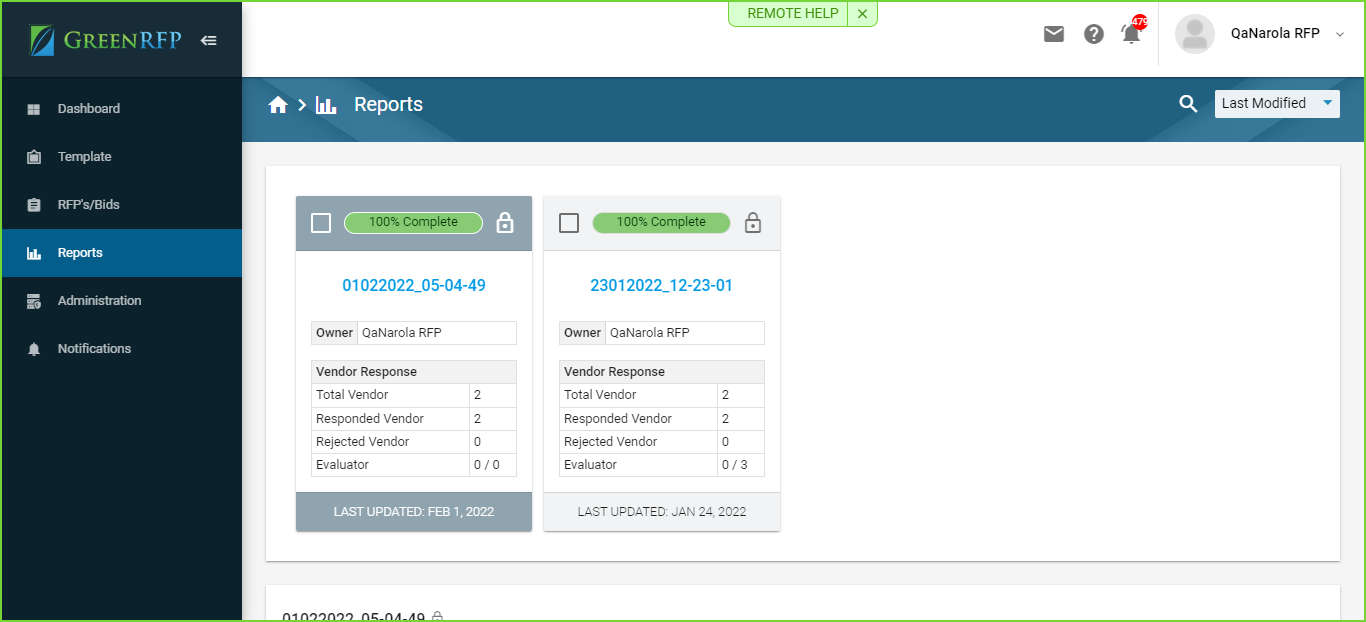 REMOTE HELP
GREENRFP
479
QaNarola RFP
Dashboard
Template
RFP's/Bids
Reports
Administration
Notifications
Reports
Last Modified
100% Complete
01022022_05-04-49
Owner QaNarola RFP
Vendor Response
Total Vendor 2
Responded Vendor 2
Rejected Vendor 0
Evaluator 0 / 0
LAST UPDATED: FEB 1, 2022
100% Complete
23012022_12-23-01
Owner QaNarola RFP
Vendor Response
Total Vendor 2
Responded Vendor 2
Rejected Vendor 0
Evaluator 0 / 3
LAST UPDATED: JAN 24, 2022
01022022_05-04-49